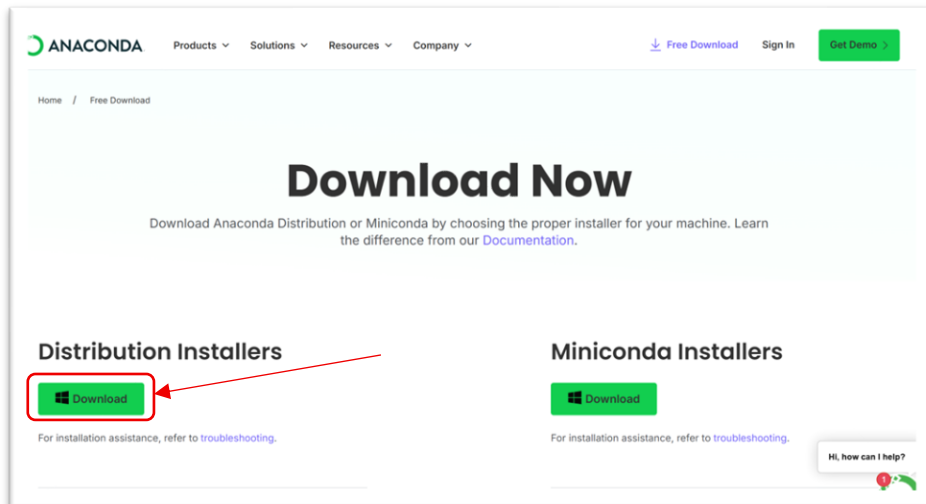 ANACONDA Products Solutions Resources Company Free Download Sign In Get Demo >
Home / Free Download
Download Now
Download Anaconda Distribution or Miniconda by choosing the proper installer for your machine. Learn
the difference from our Documentation.
Distribution Installers
Download
For installation assistance, refer to troubleshooting.
Miniconda Installers
Download
For installation assistance, refer to troubleshooting.
Hi, how can I help?
1